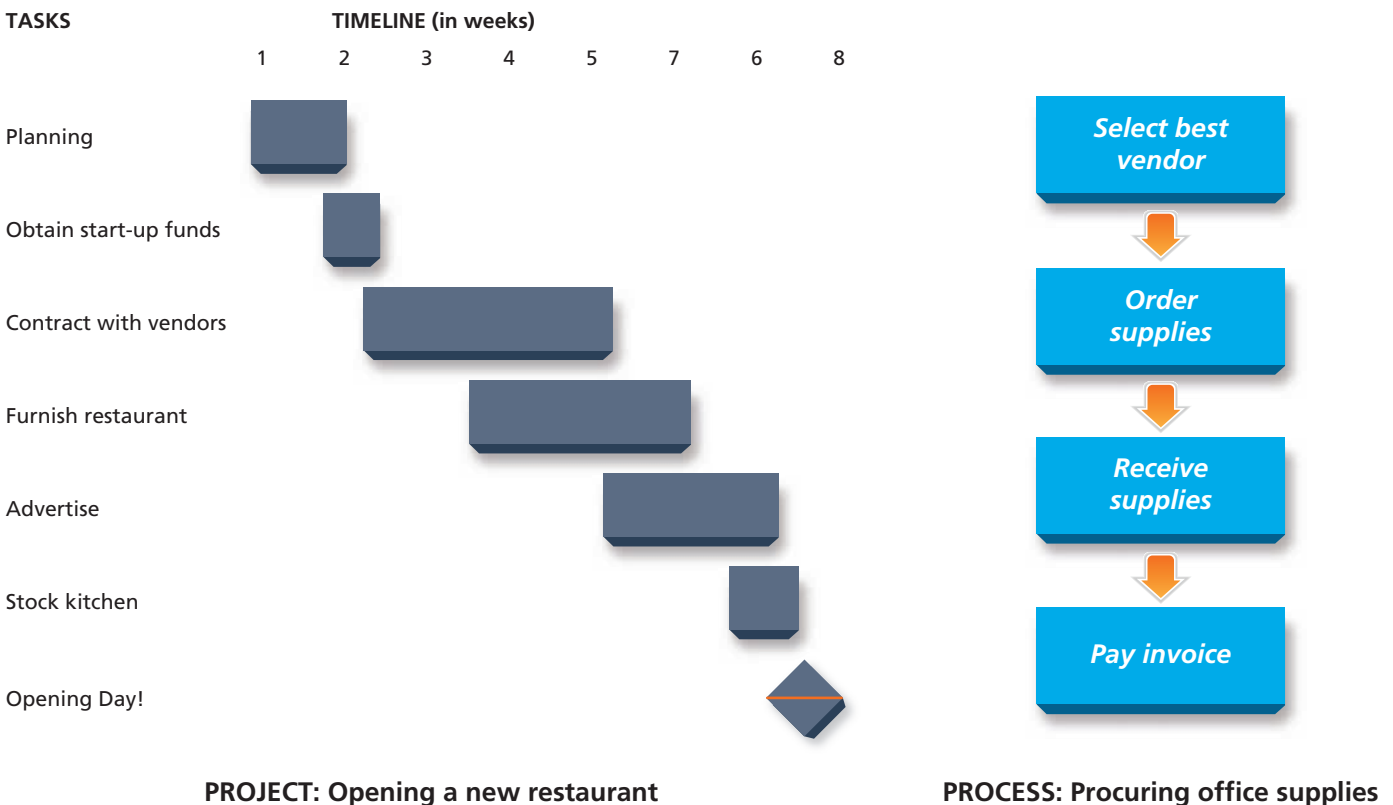 TASKS
TIMELINE (in weeks)
1 2 3 4 5 7 6 8
Planning
Obtain start-up funds
Contract with vendors
Furnish restaurant
Advertise
Stock kitchen
Opening Day!
PROJECT: Opening a new restaurant
Select best
vendor
Order
supplies
Receive
supplies
Pay invoice
PROCESS: Procuring office supplies